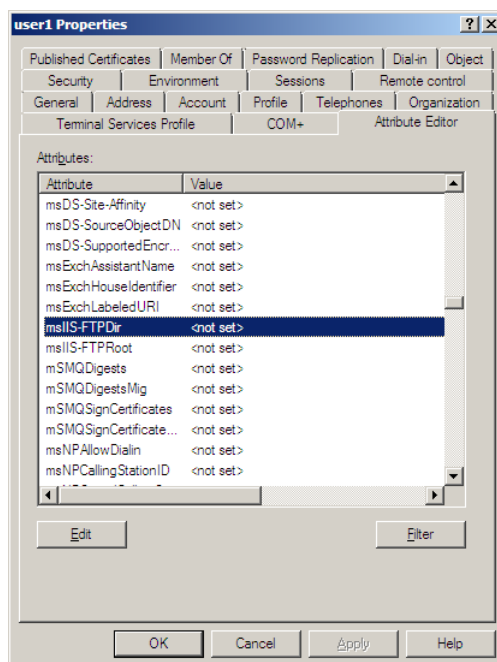 user1 Properties
Published Certificates Member Of Password Replication Dial-in Object
Security Environment Sessions Remote control
General Address Account Profile Telephones Organization
Terminal Services Profile COM+ Attribute Editor
Attributes:
Attribute Value
msDS-Site-Affinity <not set>
msDS-SourceObjectDN <not set>
msDS-SupportedEncr... <not set>
msExchAssistantName <not set>
msExchHouseIdentifier <not set>
msExchLabeledURI <not set>
msIIS-FTPDir <not set>
msIIS-FTPRoot <not set>
mSMQDigests <not set>
mSMQDigestsMig <not set>
mSMQSignCertificates <not set>
mSMQSignCertificate... <not set>
msNPAllowDialin <not set>
msNPCallingStationID <not set>
Edit Filter
OK Cancel Apply Help